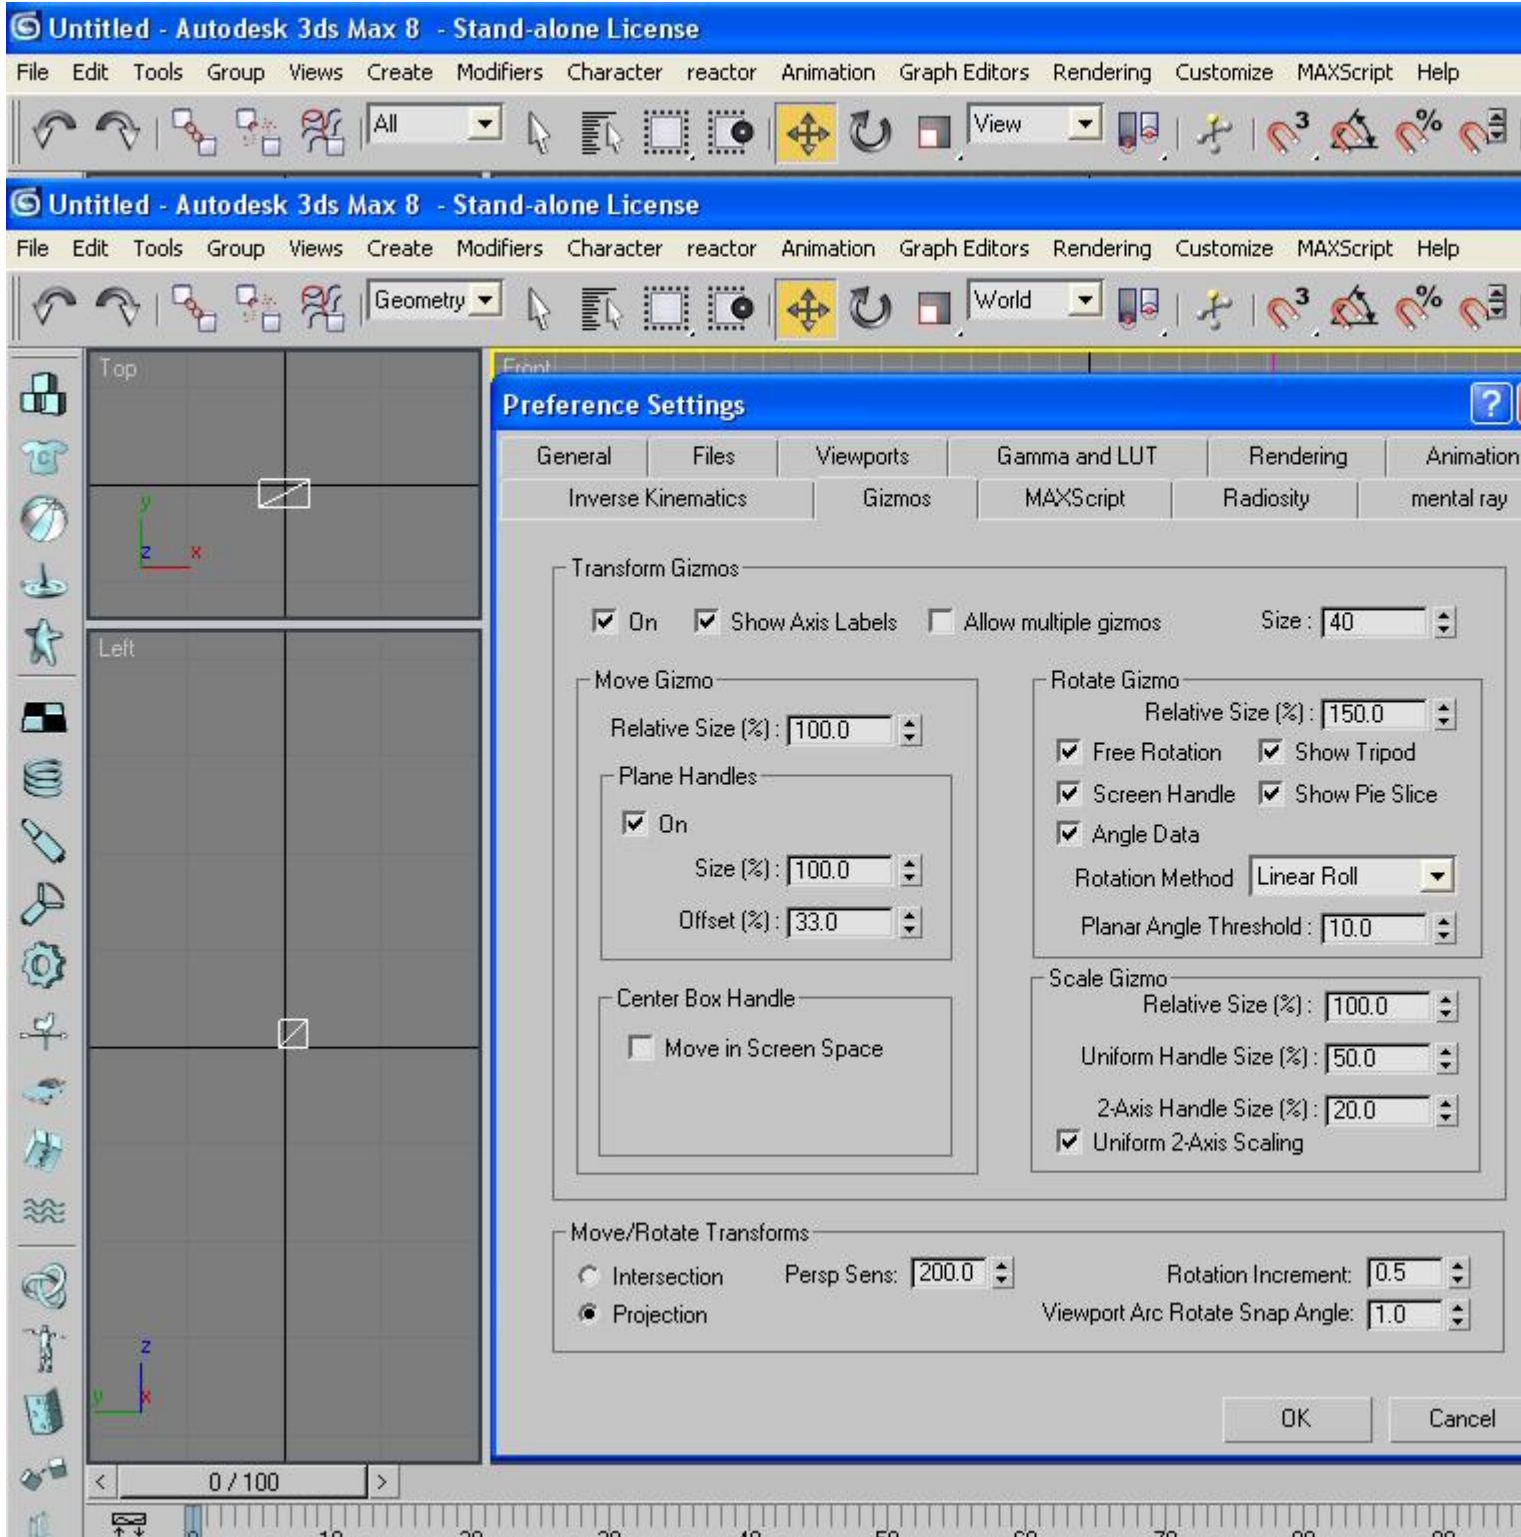 Untitled - Autodesk 3ds Max 8 - Stand-alone License
File Edit Tools Group Views Create Modifiers Character reactor Animation Graph Editors Rendering Customize MAXScript Help
All View 3 %
Untitled - Autodesk 3ds Max 8 - Stand-alone License
File Edit Tools Group Views Create Modifiers Character reactor Animation Graph Editors Rendering Customize MAXScript Help
Geometry World 3 %
Top Front
Preference Settings ?
General Files Viewports Gamma and LUT Rendering Animation
Inverse Kinematics Gizmos MAXScript Radiosity mental ray
y
z x
Transform Gizmos
On Show Axis Labels Allow multiple gizmos Size : 40
Left
Move Gizmo
Relative Size (%) : 100.0
Plane Handles
On
Size (%) : 100.0
Offset (%) : 33.0
Center Box Handle
Move in Screen Space
Rotate Gizmo
Relative Size (%) : 150.0
Free Rotation Show Tripod
Screen Handle Show Pie Slice
Angle Data
Rotation Method Linear Roll
Planar Angle Threshold : 10.0
Scale Gizmo
Relative Size (%) : 100.0
Uniform Handle Size (%) : 50.0
2-Axis Handle Size (%) : 20.0
Uniform 2-Axis Scaling
Move/Rotate Transforms
Intersection Persp Sens: 200.0 Rotation Increment: 0.5
Projection Viewport Arc Rotate Snap Angle: 1.0
z
y x
OK Cancel
< 0 / 100 >